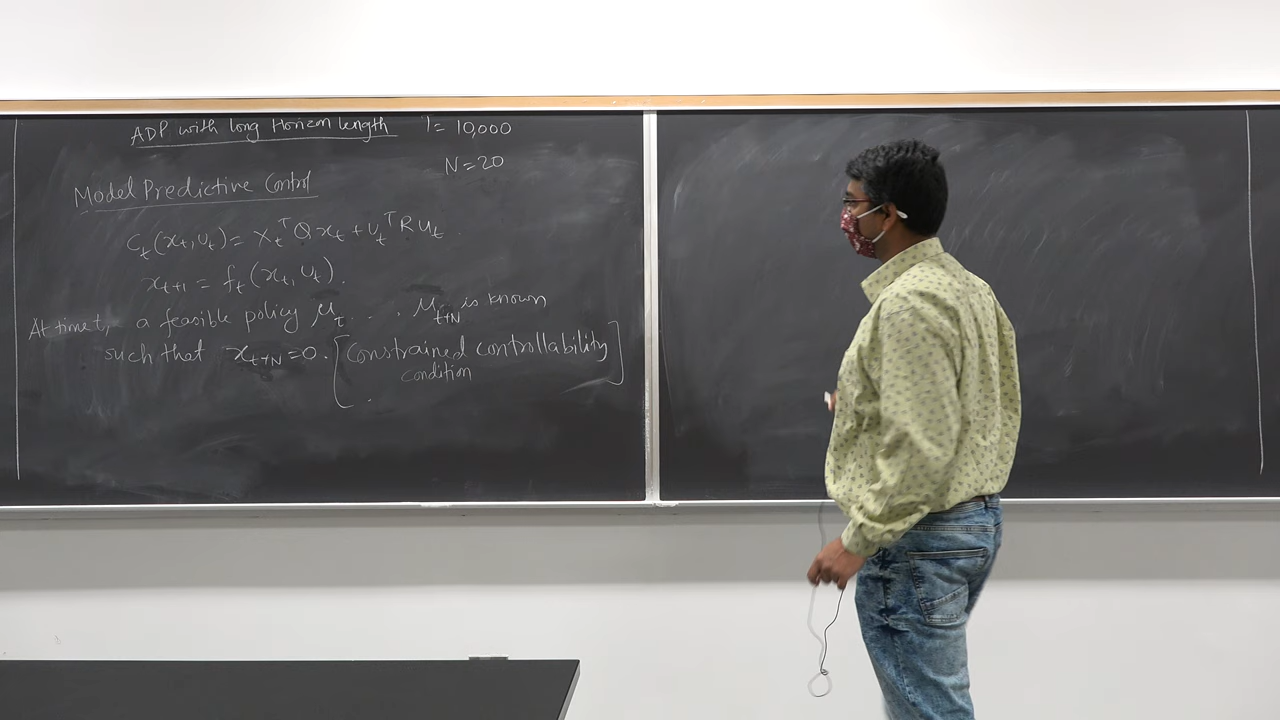 ADP with long Horizon length T = 10,000
N = 20
Model Predictive Control
C_t(x_t, u_t) = x_t^T Q x_t + u_t^T R u_t.
x_{t+1} = f_t(x_t, u_t).
At time t, a feasible policy μ_t ... μ_{t+N} is known
such that x_{t+N} = 0. [Constrained controllability
condition]